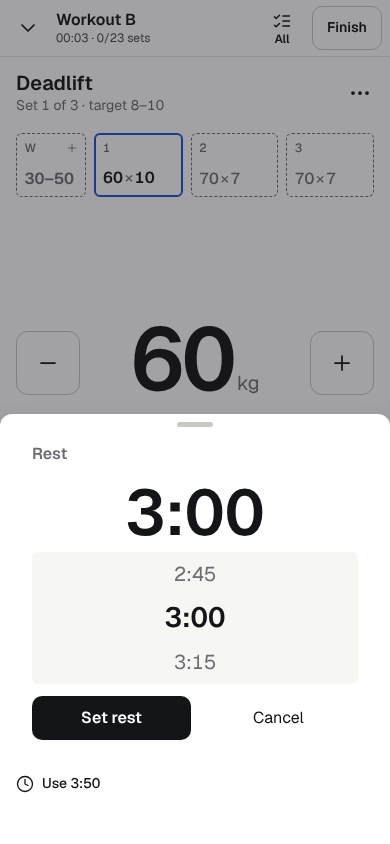 Workout B
00:03 · 0/23 sets
All
Finish
Deadlift
Set 1 of 3 · target 8–10
W +
30–50
1
60×10
2
70×7
3
70×7
−
60 kg
+
Rest
3:00
2:45
3:00
3:15
Set rest
Cancel
Use 3:50